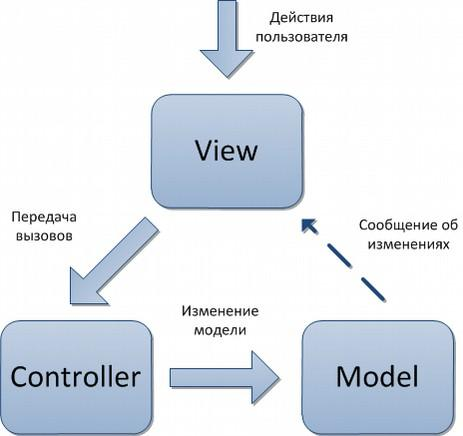 Действия
пользователя
View
Передача
вызовов
Сообщение об
изменениях
Изменение
модели
Controller
Model